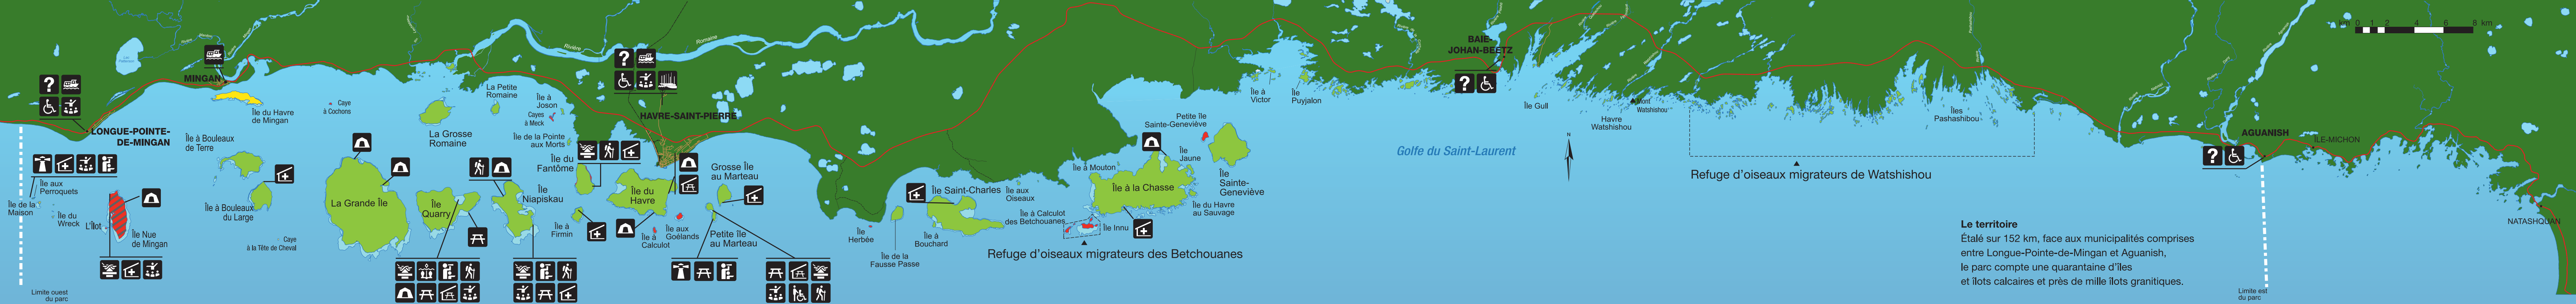 LONGUE-POINTE-
DE-MINGAN
Île aux
Perroquets
Île de la
Maison
Île du
Wreck
L'Îlot
Île Nue
de Mingan
Limite ouest
du parc
MINGAN
Île du Havre
de Mingan
Île à Bouleaux
de Terre
Île à Bouleaux
du Large
Caye
à Cochons
Caye
à la Tête de Cheval
La Grande Île
La Grosse
Romaine
La Petite
Romaine
Île
Quarry
Île
Niapiskau
Île à
Joson
Cayes
à Meck
Île de la Pointe
aux Morts
Île du
Fantôme
Île à
Firmin
Rivière
Romaine
HAVRE-SAINT-PIERRE
Île du
Havre
Île à
Calculot
Île aux
Goélands
Grosse Île
au Marteau
Petite Île
au Marteau
Île
Herbée
Île de la
Fausse Passe
Île à
Bouchard
Île Saint-Charles
Île aux
Oiseaux
Île à Calculot
des Betchouanes
Île Innu
Refuge d'oiseaux migrateurs des Betchouanes
Île à Mouton
Île à la Chasse
Petite Île
Sainte-Geneviève
Île
Jaune
Île
Sainte-
Geneviève
Île du Havre
au Sauvage
Île à
Victor
Île
Puyjalon
Golfe du Saint-Laurent
BAIE-
JOHAN-BEETZ
Île Gull
N
Havre
Watshishou
Mont
Watshishou
Refuge d'oiseaux migrateurs de Watshishou
Îles
Pashashibou
Le territoire
Étalé sur 152 km, face aux municipalités comprises
entre Longue-Pointe-de-Mingan et Aguanish,
le parc compte une quarantaine d'îles
et îlots calcaires et près de mille îlots granitiques.
AGUANISH
ÎLE-MICHON
NATASHQUAN
Limite est
du parc
km 0 1 2 4 6 8 km